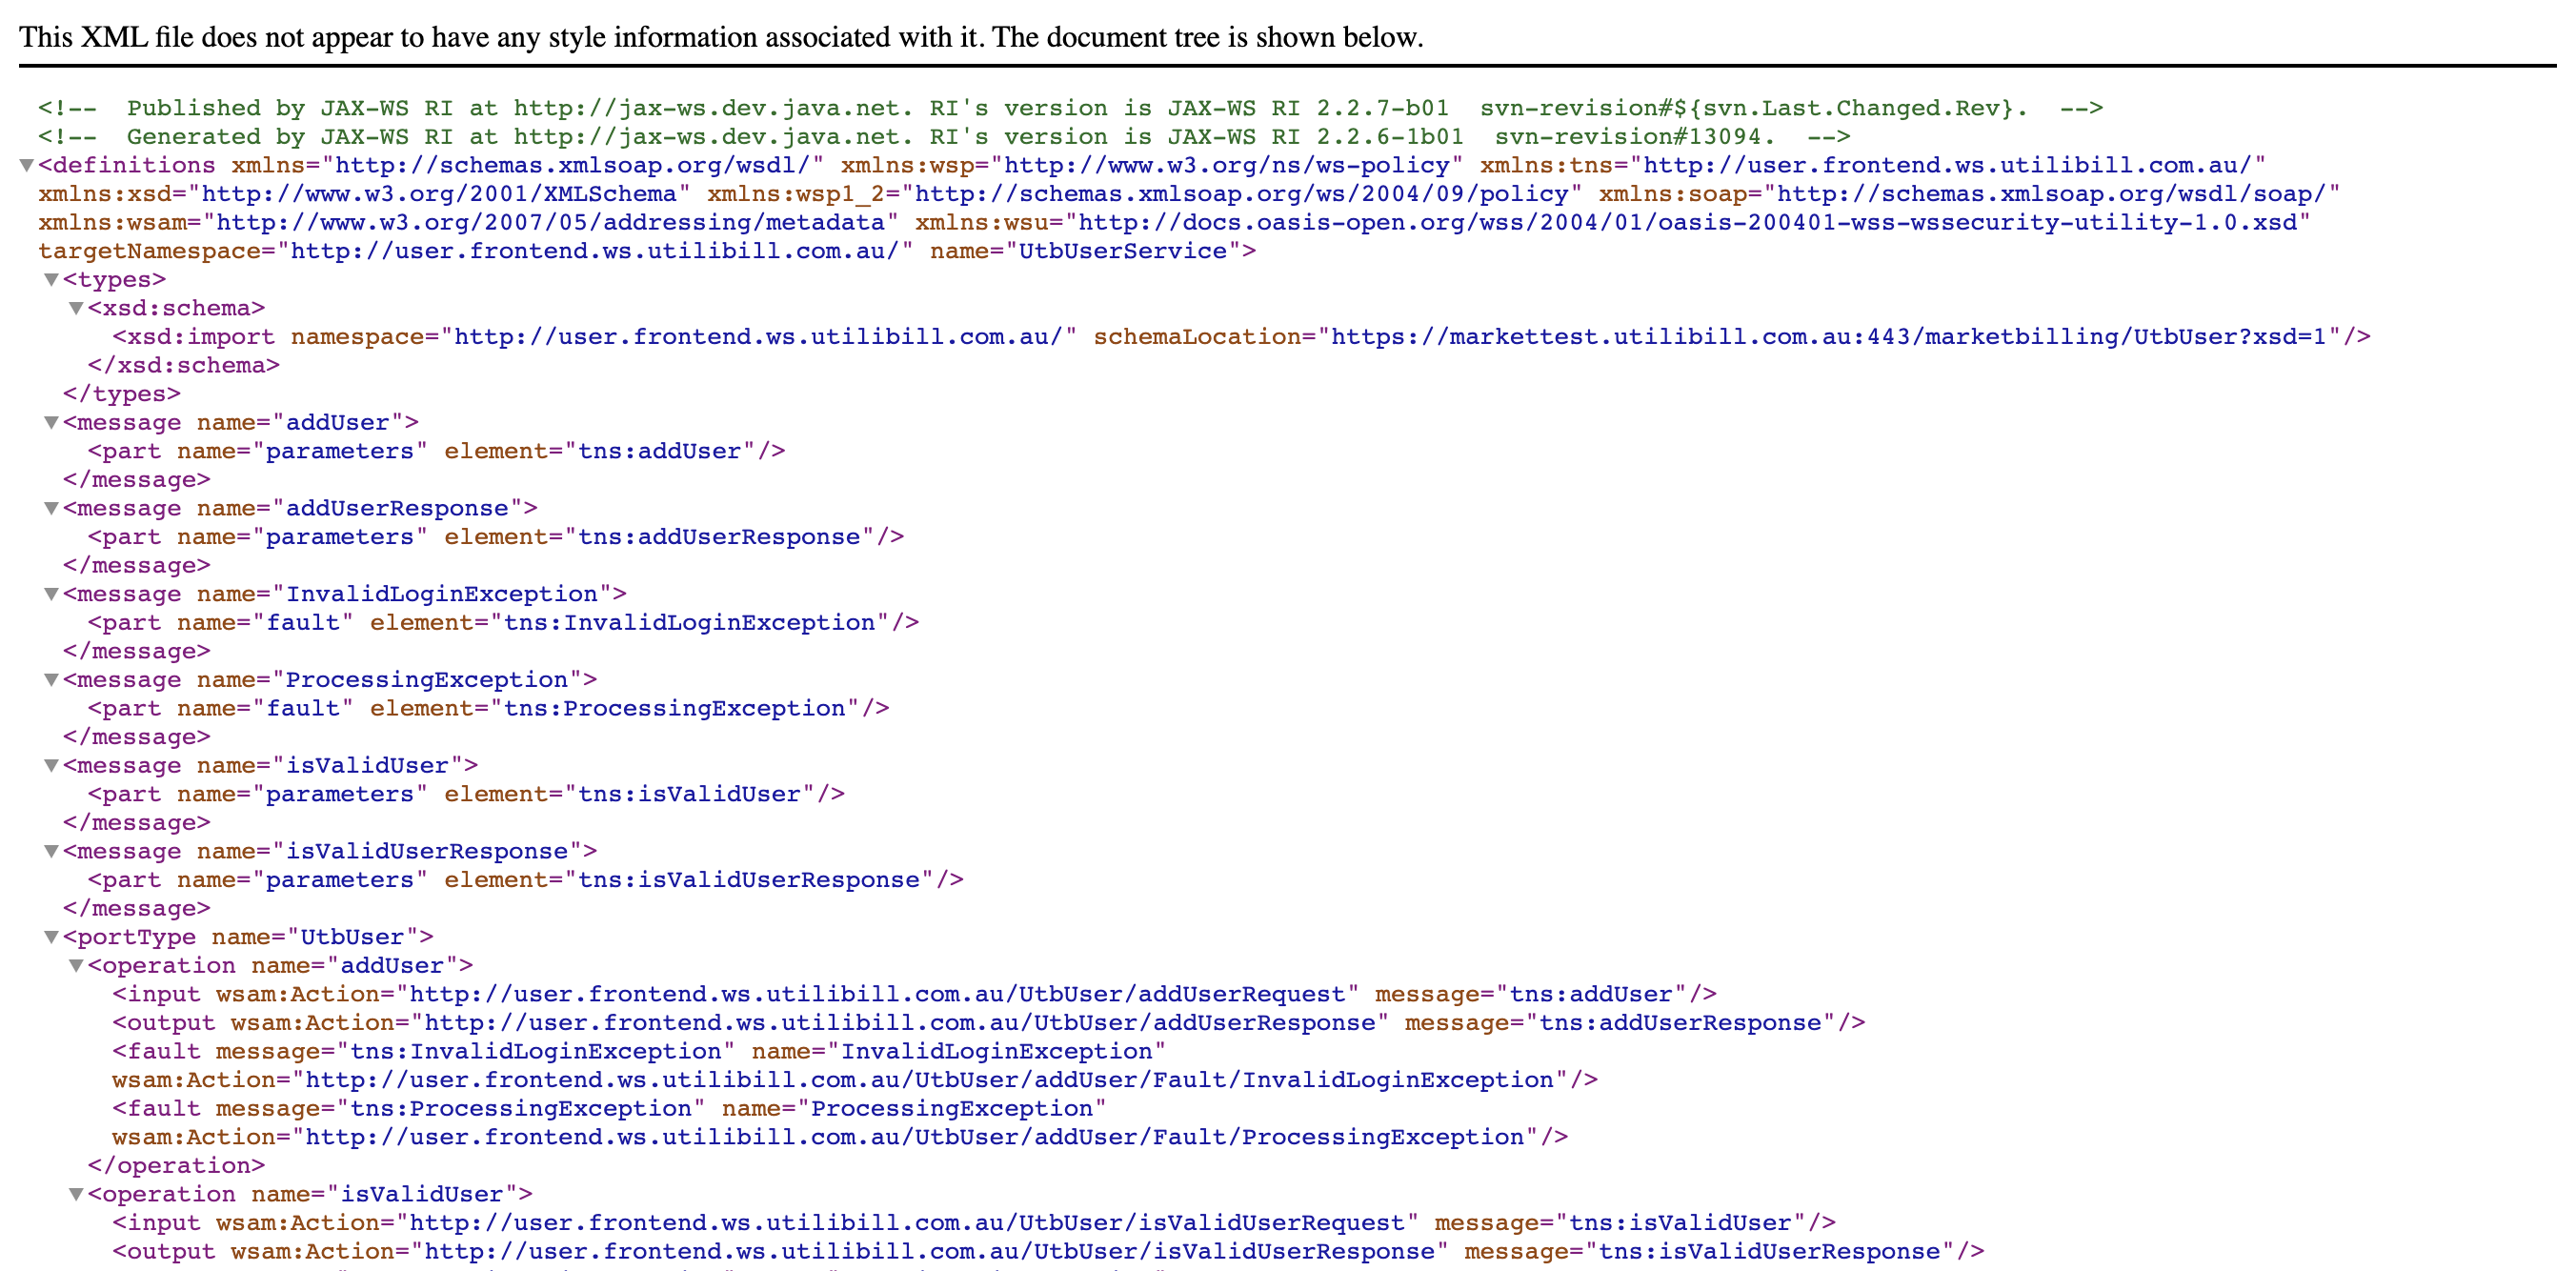 This XML file does not appear to have any style information associated with it. The document tree is shown below.
<!--  Published by JAX-WS RI at http://jax-ws.dev.java.net. RI's version is JAX-WS RI 2.2.7-b01  svn-revision#${svn.Last.Changed.Rev}.  -->
<!--  Generated by JAX-WS RI at http://jax-ws.dev.java.net. RI's version is JAX-WS RI 2.2.6-1b01  svn-revision#13094.  -->
▼<definitions xmlns="http://schemas.xmlsoap.org/wsdl/" xmlns:wsp="http://www.w3.org/ns/ws-policy" xmlns:tns="http://user.frontend.ws.utilibill.com.au/"
xmlns:xsd="http://www.w3.org/2001/XMLSchema" xmlns:wsp1_2="http://schemas.xmlsoap.org/ws/2004/09/policy" xmlns:soap="http://schemas.xmlsoap.org/wsdl/soap/"
xmlns:wsam="http://www.w3.org/2007/05/addressing/metadata" xmlns:wsu="http://docs.oasis-open.org/wss/2004/01/oasis-200401-wss-wssecurity-utility-1.0.xsd"
targetNamespace="http://user.frontend.ws.utilibill.com.au/" name="UtbUserService">
▼<types>
▼<xsd:schema>
<xsd:import namespace="http://user.frontend.ws.utilibill.com.au/" schemaLocation="https://markettest.utilibill.com.au:443/marketbilling/UtbUser?xsd=1"/>
</xsd:schema>
</types>
▼<message name="addUser">
<part name="parameters" element="tns:addUser"/>
</message>
▼<message name="addUserResponse">
<part name="parameters" element="tns:addUserResponse"/>
</message>
▼<message name="InvalidLoginException">
<part name="fault" element="tns:InvalidLoginException"/>
</message>
▼<message name="ProcessingException">
<part name="fault" element="tns:ProcessingException"/>
</message>
▼<message name="isValidUser">
<part name="parameters" element="tns:isValidUser"/>
</message>
▼<message name="isValidUserResponse">
<part name="parameters" element="tns:isValidUserResponse"/>
</message>
▼<portType name="UtbUser">
▼<operation name="addUser">
<input wsam:Action="http://user.frontend.ws.utilibill.com.au/UtbUser/addUserRequest" message="tns:addUser"/>
<output wsam:Action="http://user.frontend.ws.utilibill.com.au/UtbUser/addUserResponse" message="tns:addUserResponse"/>
<fault message="tns:InvalidLoginException" name="InvalidLoginException"
wsam:Action="http://user.frontend.ws.utilibill.com.au/UtbUser/addUser/Fault/InvalidLoginException"/>
<fault message="tns:ProcessingException" name="ProcessingException"
wsam:Action="http://user.frontend.ws.utilibill.com.au/UtbUser/addUser/Fault/ProcessingException"/>
</operation>
▼<operation name="isValidUser">
<input wsam:Action="http://user.frontend.ws.utilibill.com.au/UtbUser/isValidUserRequest" message="tns:isValidUser"/>
<output wsam:Action="http://user.frontend.ws.utilibill.com.au/UtbUser/isValidUserResponse" message="tns:isValidUserResponse"/>